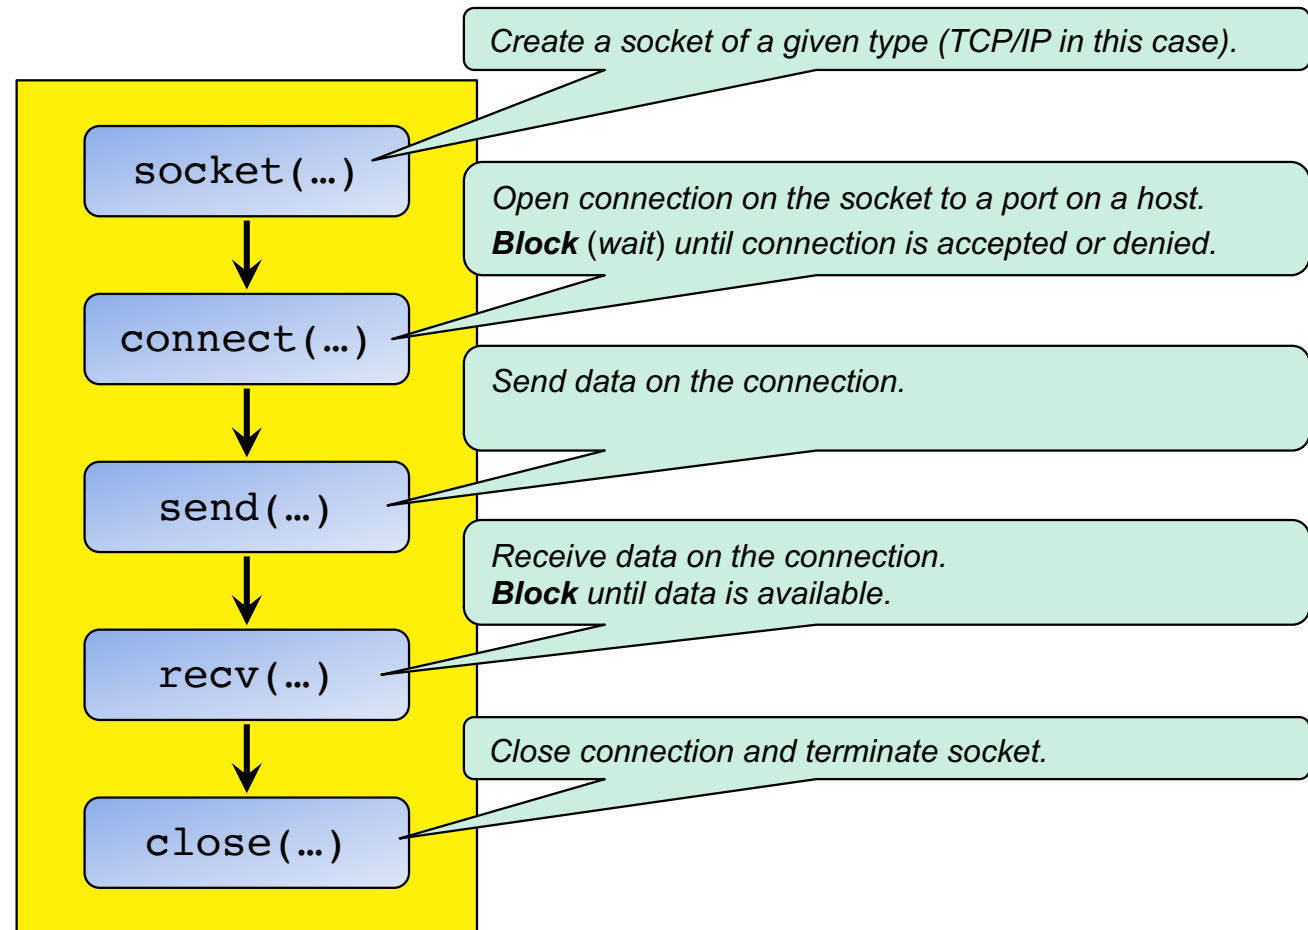 Create a socket of a given type (TCP/IP in this case).
socket(…)
Open connection on the socket to a port on a host.
Block (wait) until connection is accepted or denied.
connect(…)
Send data on the connection.
send(…)
Receive data on the connection.
Block until data is available.
recv(…)
Close connection and terminate socket.
close(…)